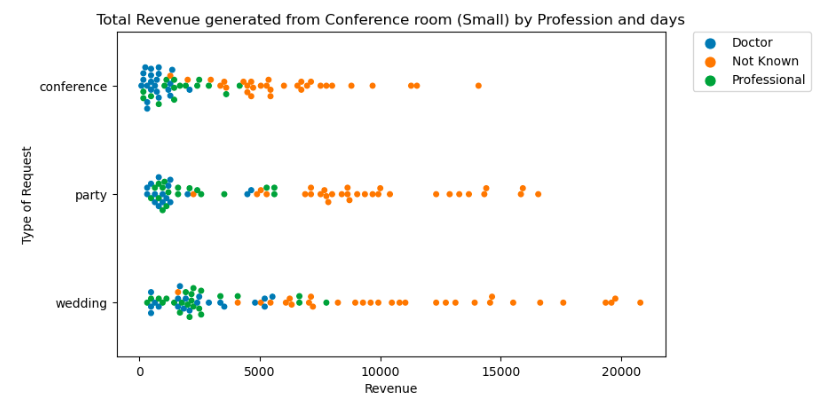 Total Revenue generated from Conference room (Small) by Profession and days
Doctor
Not Known
Professional
Type of Request
conference
party
wedding
0
5000
10000
15000
20000
Revenue